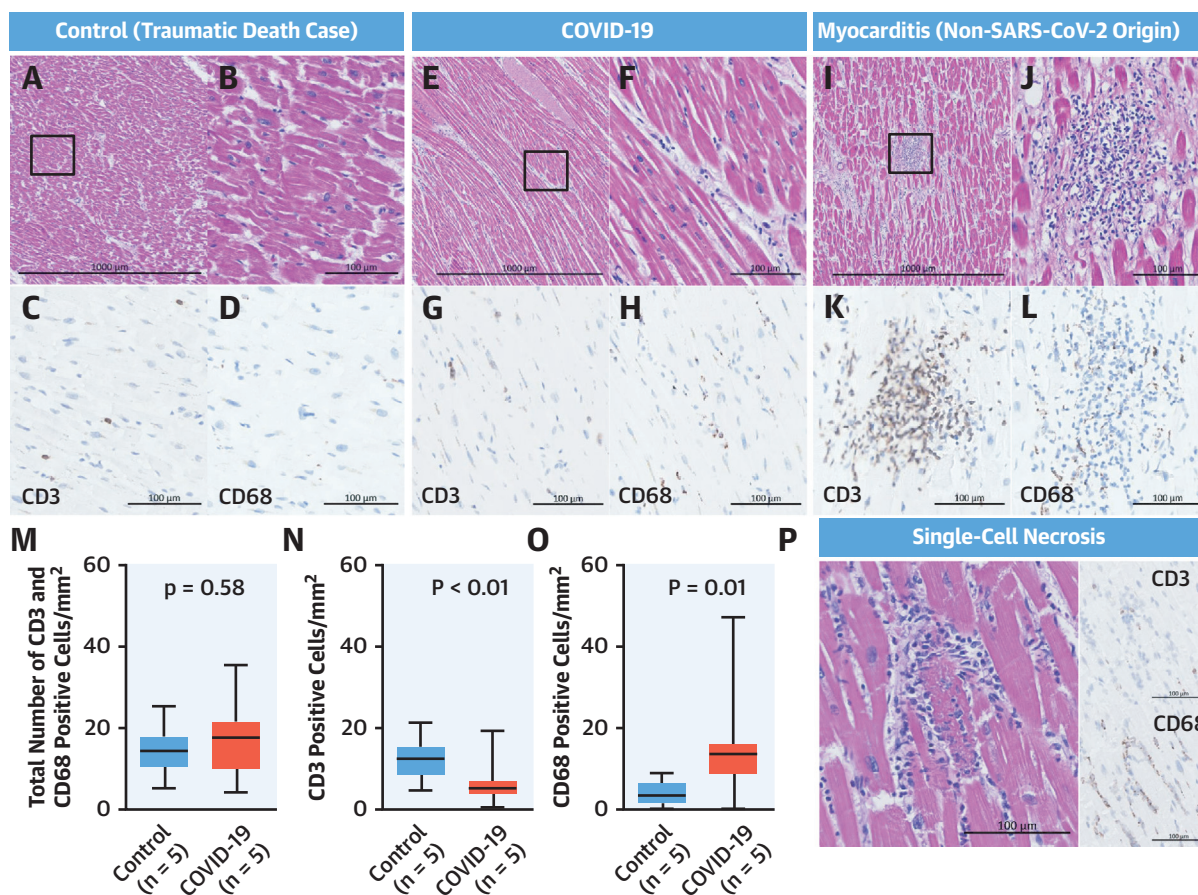 Control (Traumatic Death Case)
COVID-19
Myocarditis (Non-SARS-CoV-2 Origin)
A
B
E
F
I
J
1000 µm
100 µm
1000 µm
100 µm
1000 µm
100 µm
C
D
G
H
K
L
CD3
100 µm
CD68
100 µm
CD3
100 µm
CD68
100 µm
CD3
100 µm
CD68
100 µm
M
Total Number of CD3 and
CD68 Positive Cells/mm²
60
40
20
0
p = 0.58
Control
(n = 5)
COVID-19
(n = 5)
N
CD3 Positive Cells/mm²
60
40
20
0
P < 0.01
Control
(n = 5)
COVID-19
(n = 5)
O
CD68 Positive Cells/mm²
60
40
20
0
P = 0.01
Control
(n = 5)
COVID-19
(n = 5)
P
Single-Cell Necrosis
100 µm
CD3
100 µm
CD68
100 µm